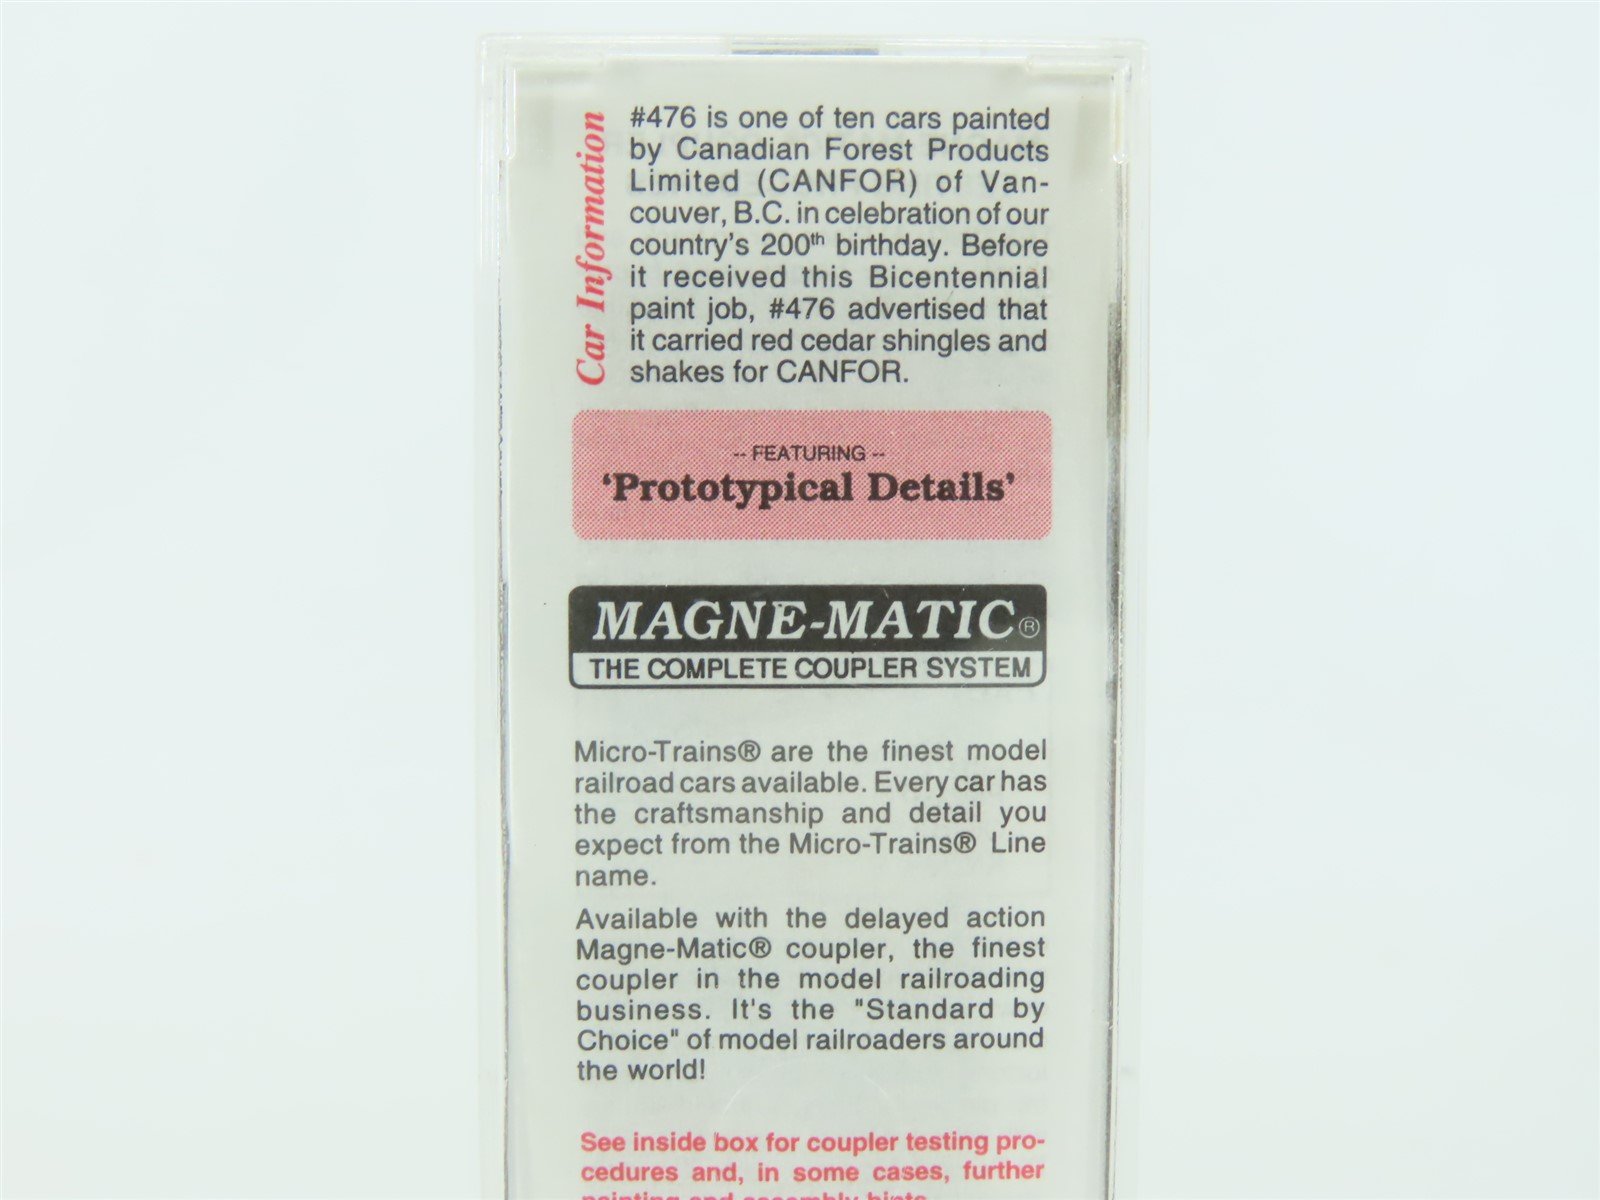 Car Information
#476 is one of ten cars painted
by Canadian Forest Products
Limited (CANFOR) of Van-
couver, B.C. in celebration of our
country's 200th birthday. Before
it received this Bicentennial
paint job, #476 advertised that
it carried red cedar shingles and
shakes for CANFOR.
-- FEATURING --
'Prototypical Details'
MAGNE-MATIC®
THE COMPLETE COUPLER SYSTEM
Micro-Trains® are the finest model
railroad cars available. Every car has
the craftsmanship and detail you
expect from the Micro-Trains® Line
name.
Available with the delayed action
Magne-Matic® coupler, the finest
coupler in the model railroading
business. It's the "Standard by
Choice" of model railroaders around
the world!
See inside box for coupler testing pro-
cedures and, in some cases, further
painting and assembly hints.